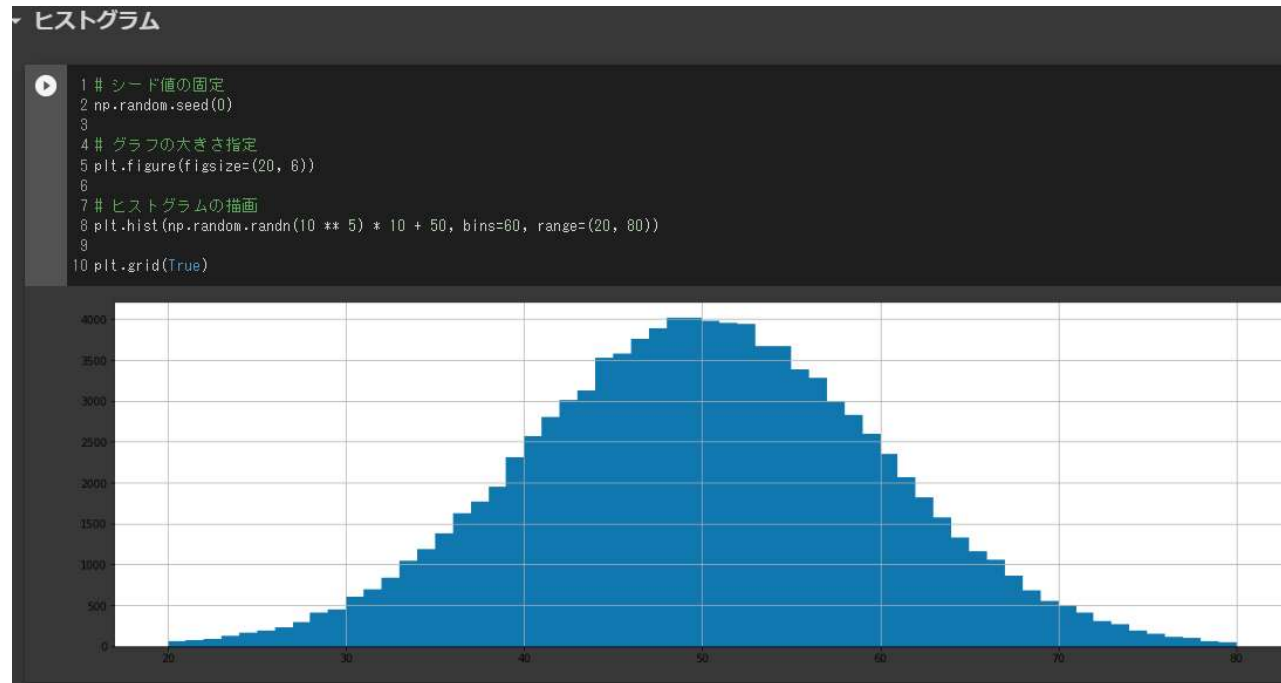 ヒストグラム
1 # シード値の固定
2 np.random.seed(0)
3
4 # グラフの大きさ指定
5 plt.figure(figsize=(20, 6))
6
7 # ヒストグラムの描画
8 plt.hist(np.random.randn(10 ** 5) * 10 + 50, bins=60, range=(20, 80))
9
10 plt.grid(True)
4000
3500
3000
2500
2000
1500
1000
500
0
20 30 40 50 60 70 80